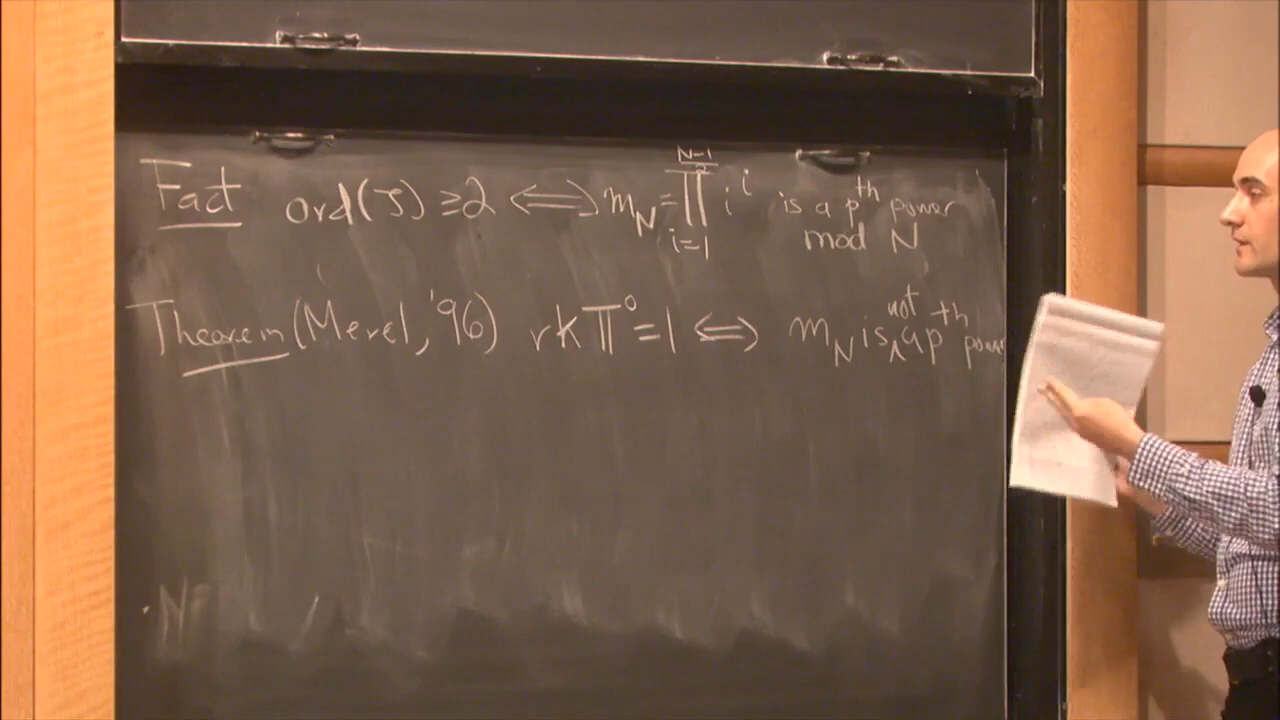 Fact ord(ζ) ≥2 ⟺ m_N = ∏_{i=1}^{(N-1)/2} i^i is a p^th power
mod N
Theorem (Merel, '96) rk 𝕋^0 = 1 ⟺ m_N is not a p^th power